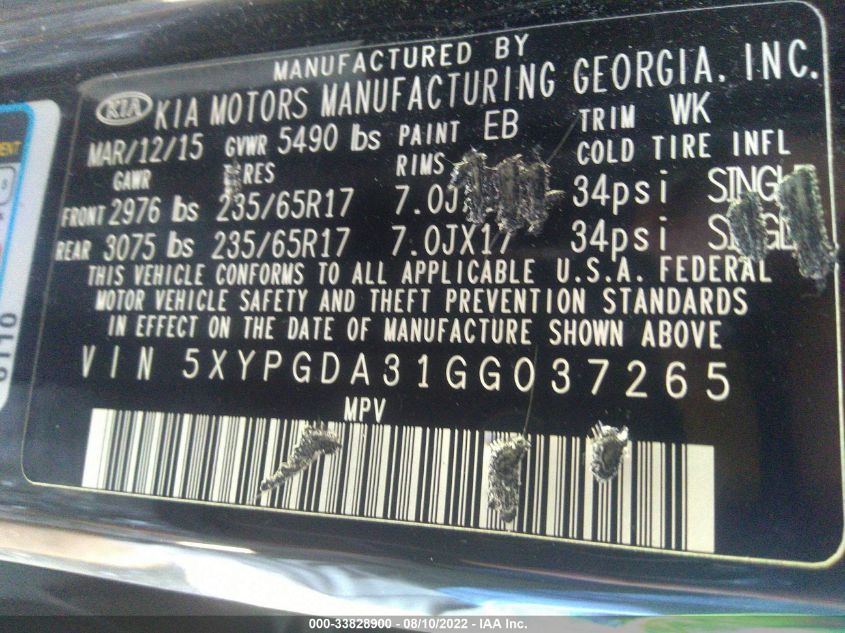 MANUFACTURED BY
KIA KIA MOTORS MANUFACTURING GEORGIA, INC.
MAR/12/15 GVWR 5490 lbs PAINT EB TRIM WK
GAWR RIMS COLD TIRE INFL
FRONT 2976 lbs 235/65R17 34psi
REAR 3075 lbs 235/65R17 7.0JX17 34psi
THIS VEHICLE CONFORMS TO ALL APPLICABLE U.S.A. FEDERAL
MOTOR VEHICLE SAFETY AND THEFT PREVENTION STANDARDS
IN EFFECT ON THE DATE OF MANUFACTURE SHOWN ABOVE
VIN 5XYPGDA31GG037265
MPV
000-33828900 - 08/10/2022 - IAA Inc.